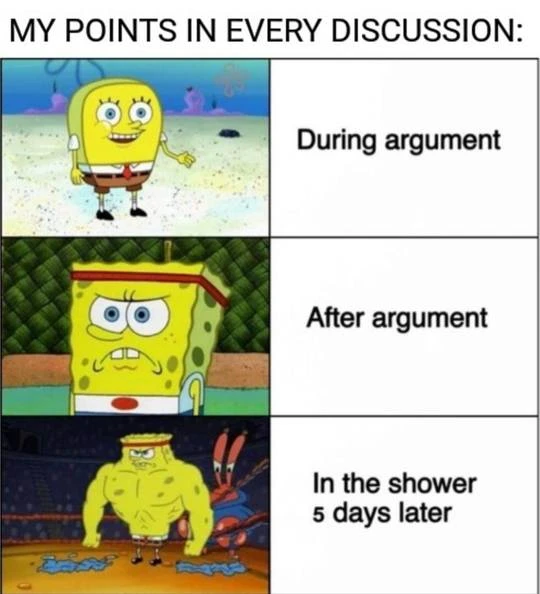 MY POINTS IN EVERY DISCUSSION:
During argument
After argument
In the shower
5 days later